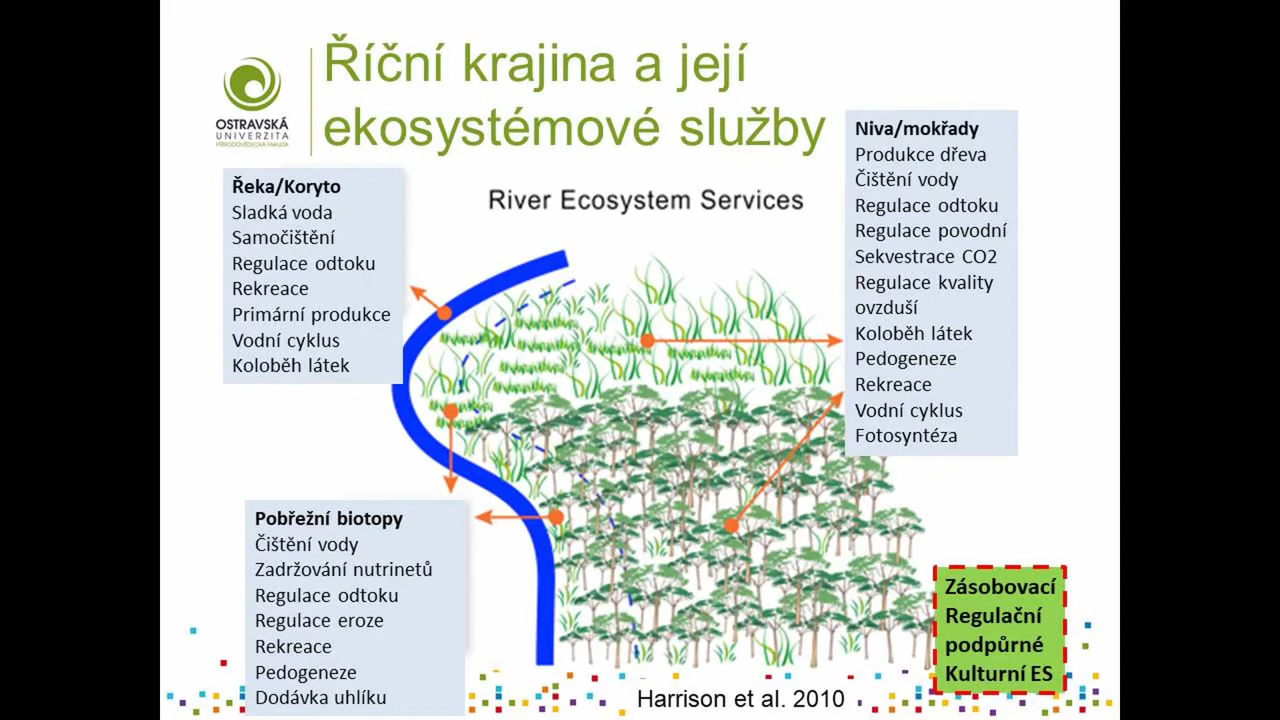 Říční krajina a její
ekosystémové služby
OSTRAVSKÁ
UNIVERZITA
PŘÍRODOVĚDECKÁ FAKULTA
River Ecosystem Services
Řeka/Koryto
Sladká voda
Samočištění
Regulace odtoku
Rekreace
Primární produkce
Vodní cyklus
Koloběh látek
Niva/mokřady
Produkce dřeva
Čištění vody
Regulace odtoku
Regulace povodní
Sekvestrace CO2
Regulace kvality
ovzduší
Koloběh látek
Pedogeneze
Rekreace
Vodní cyklus
Fotosyntéza
Pobřežní biotopy
Čištění vody
Zadržování nutrinetů
Regulace odtoku
Regulace eroze
Rekreace
Pedogeneze
Dodávka uhlíku
Zásobovací
Regulační
podpůrné
Kulturní ES
Harrison et al. 2010